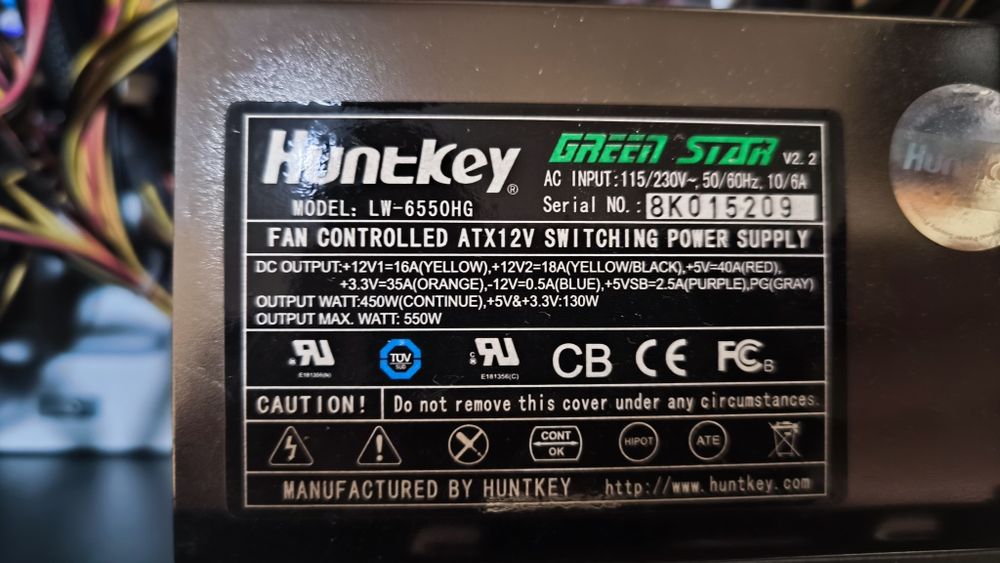 Huntkey®
GREEN STAR V2.2
AC INPUT:115/230V~,50/60Hz,10/6A
MODEL: LW-6550HG
Serial NO.: 8K015209
FAN CONTROLLED ATX12V SWITCHING POWER SUPPLY
DC OUTPUT:+12V1=16A(YELLOW),+12V2=18A(YELLOW/BLACK),+5V=40A(RED),
+3.3V=35A(ORANGE),-12V=0.5A(BLUE),+5VSB=2.5A(PURPLE),PG(GRAY)
OUTPUT WATT:450W(CONTINUE),+5V&+3.3V:130W
OUTPUT MAX. WATT: 550W
E181356(N)
TÜV
SÜD
E181356(C)
CB CE FC B
CAUTION! Do not remove this cover under any circumstances.
CONT
OK
HIPOT
ATE
MANUFACTURED BY HUNTKEY http://www.huntkey.com